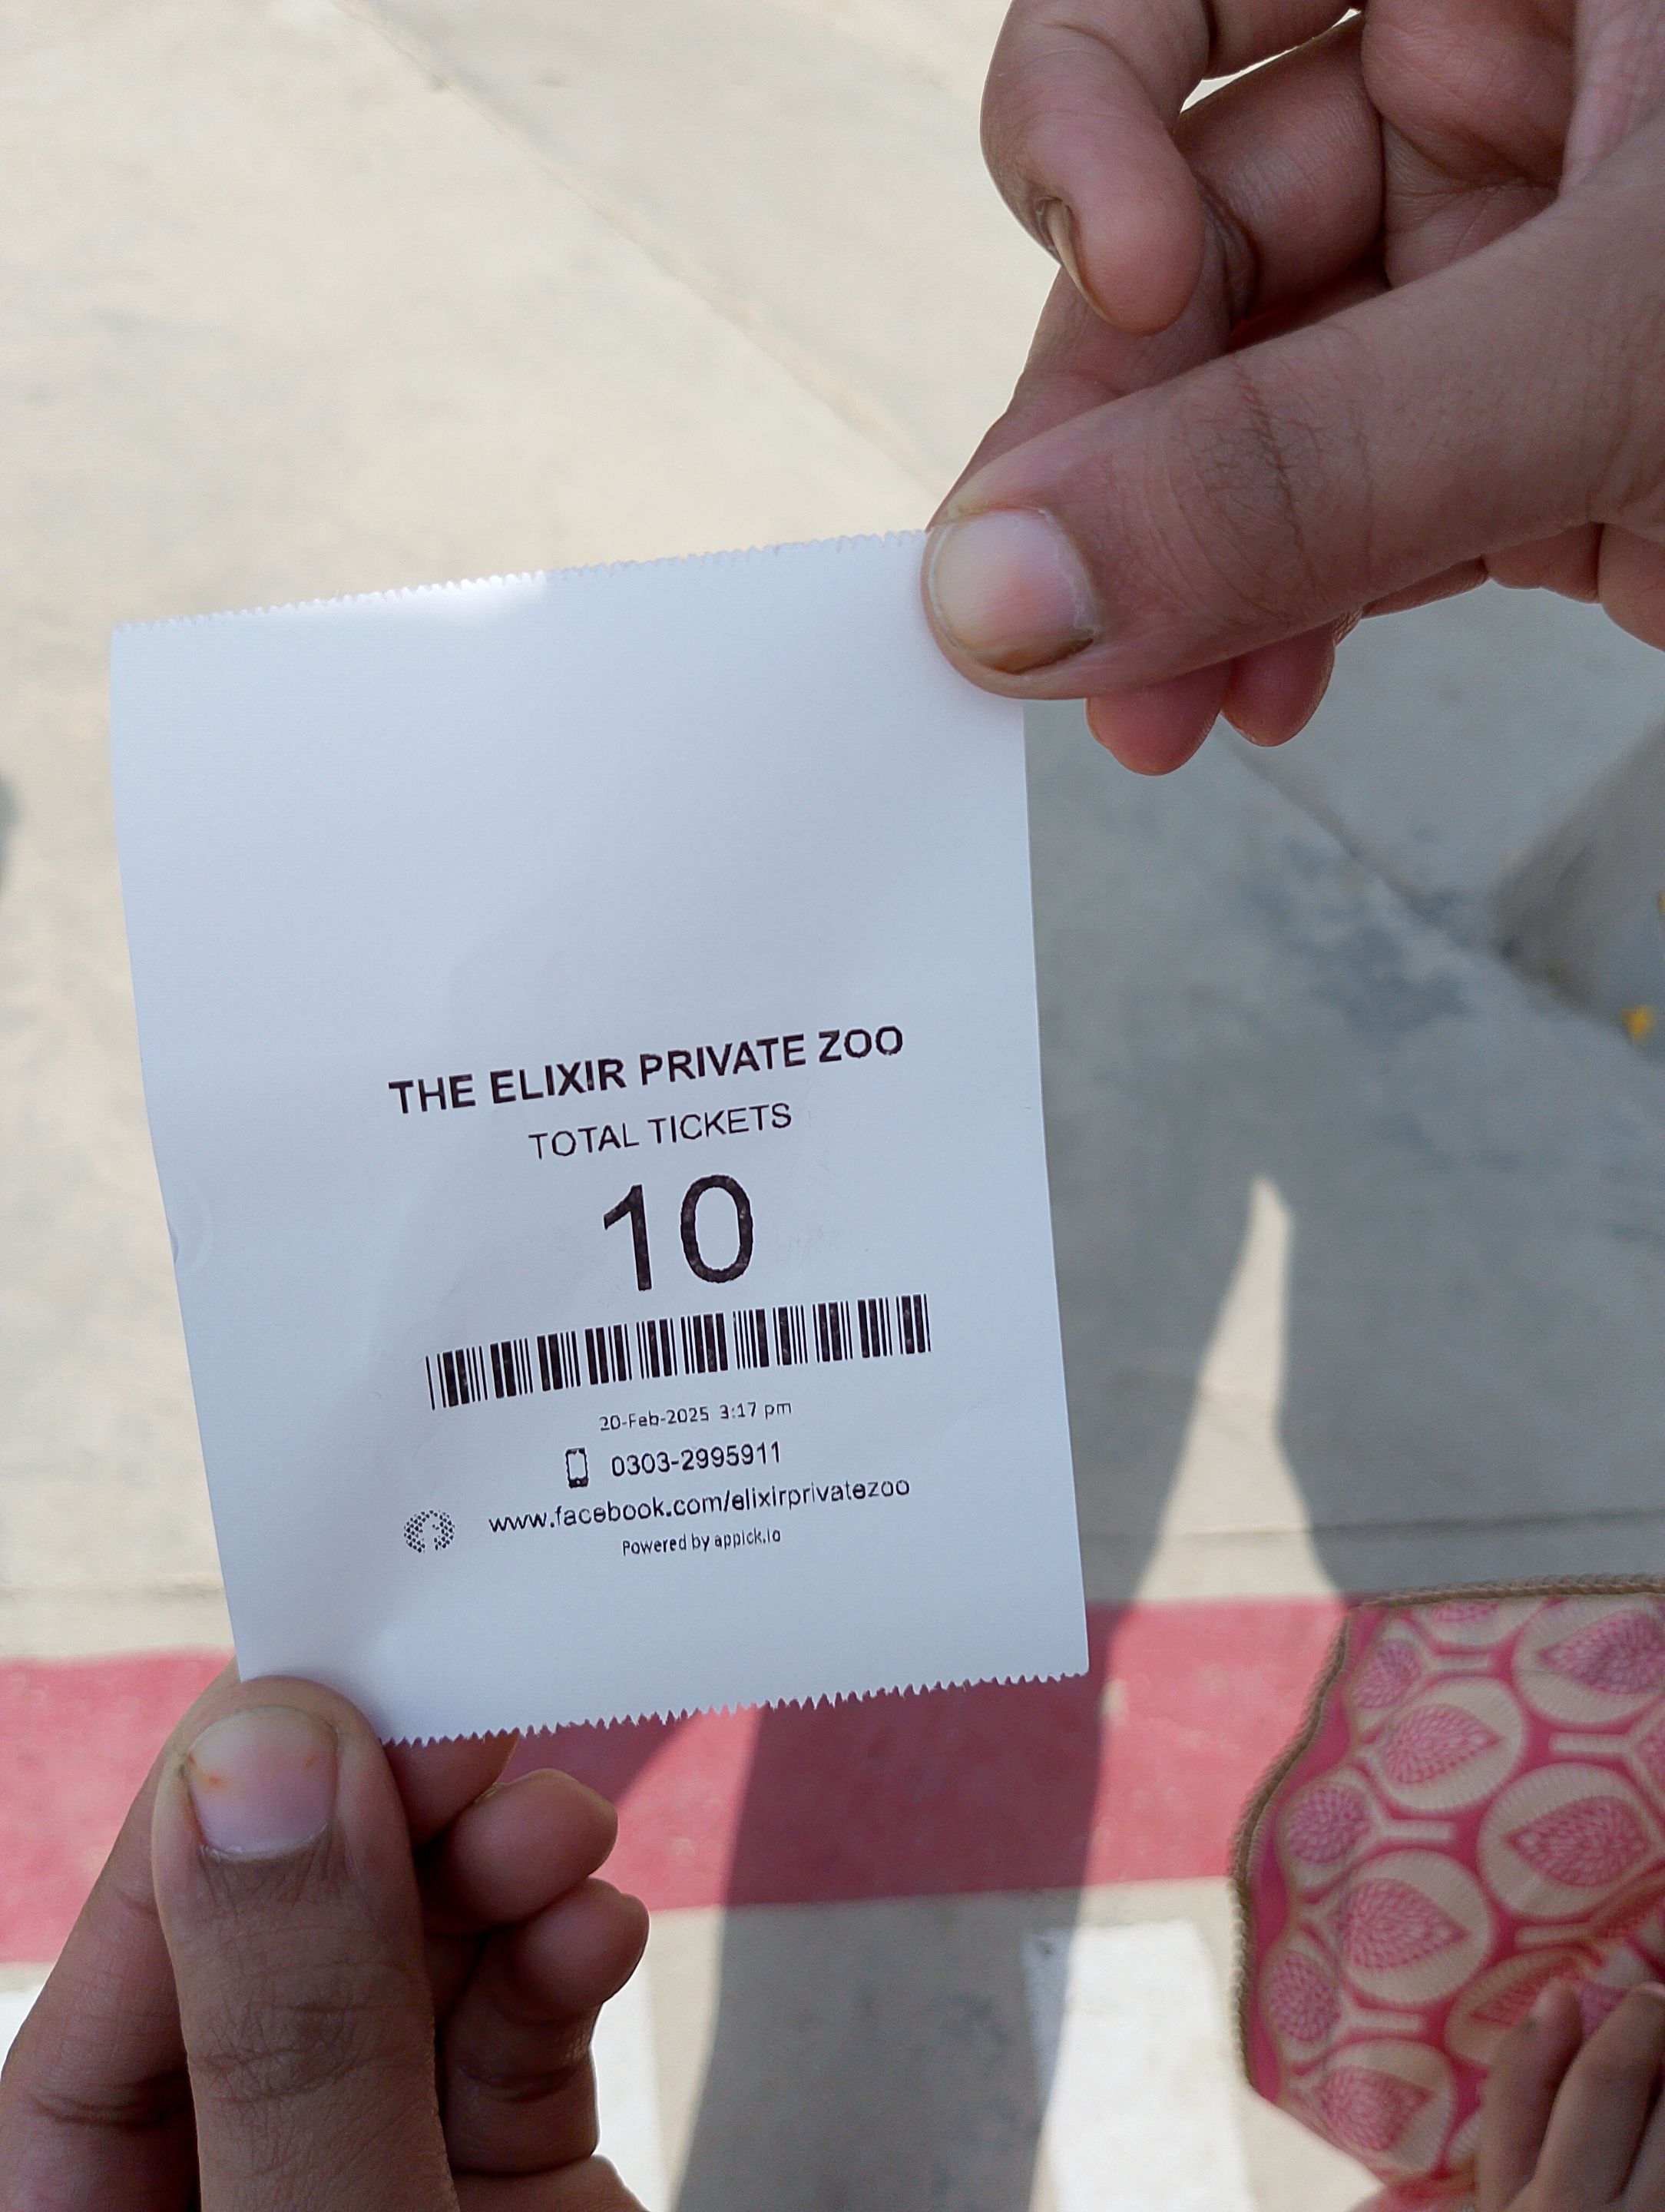 THE ELIXIR PRIVATE ZOO
TOTAL TICKETS
10
20-Feb-2025 3:17 pm
0303-2995911
www.facebook.com/elixirprivatezoo
Powered by appick.io